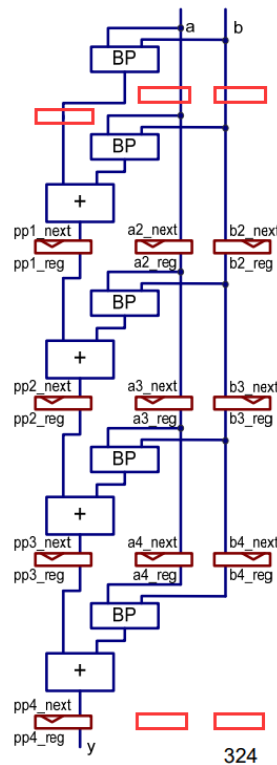 a b
BP
BP
+
pp1_next a2_next b2_next
pp1_reg a2_reg b2_reg
BP
+
pp2_next a3_next b3_next
pp2_reg a3_reg b3_reg
BP
+
pp3_next a4_next b4_next
pp3_reg a4_reg b4_reg
BP
+
pp4_next
pp4_reg
y
324